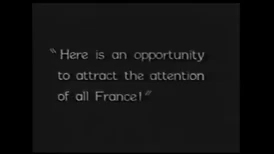 "Here is an opportunity
to attract the attention
of all France!"